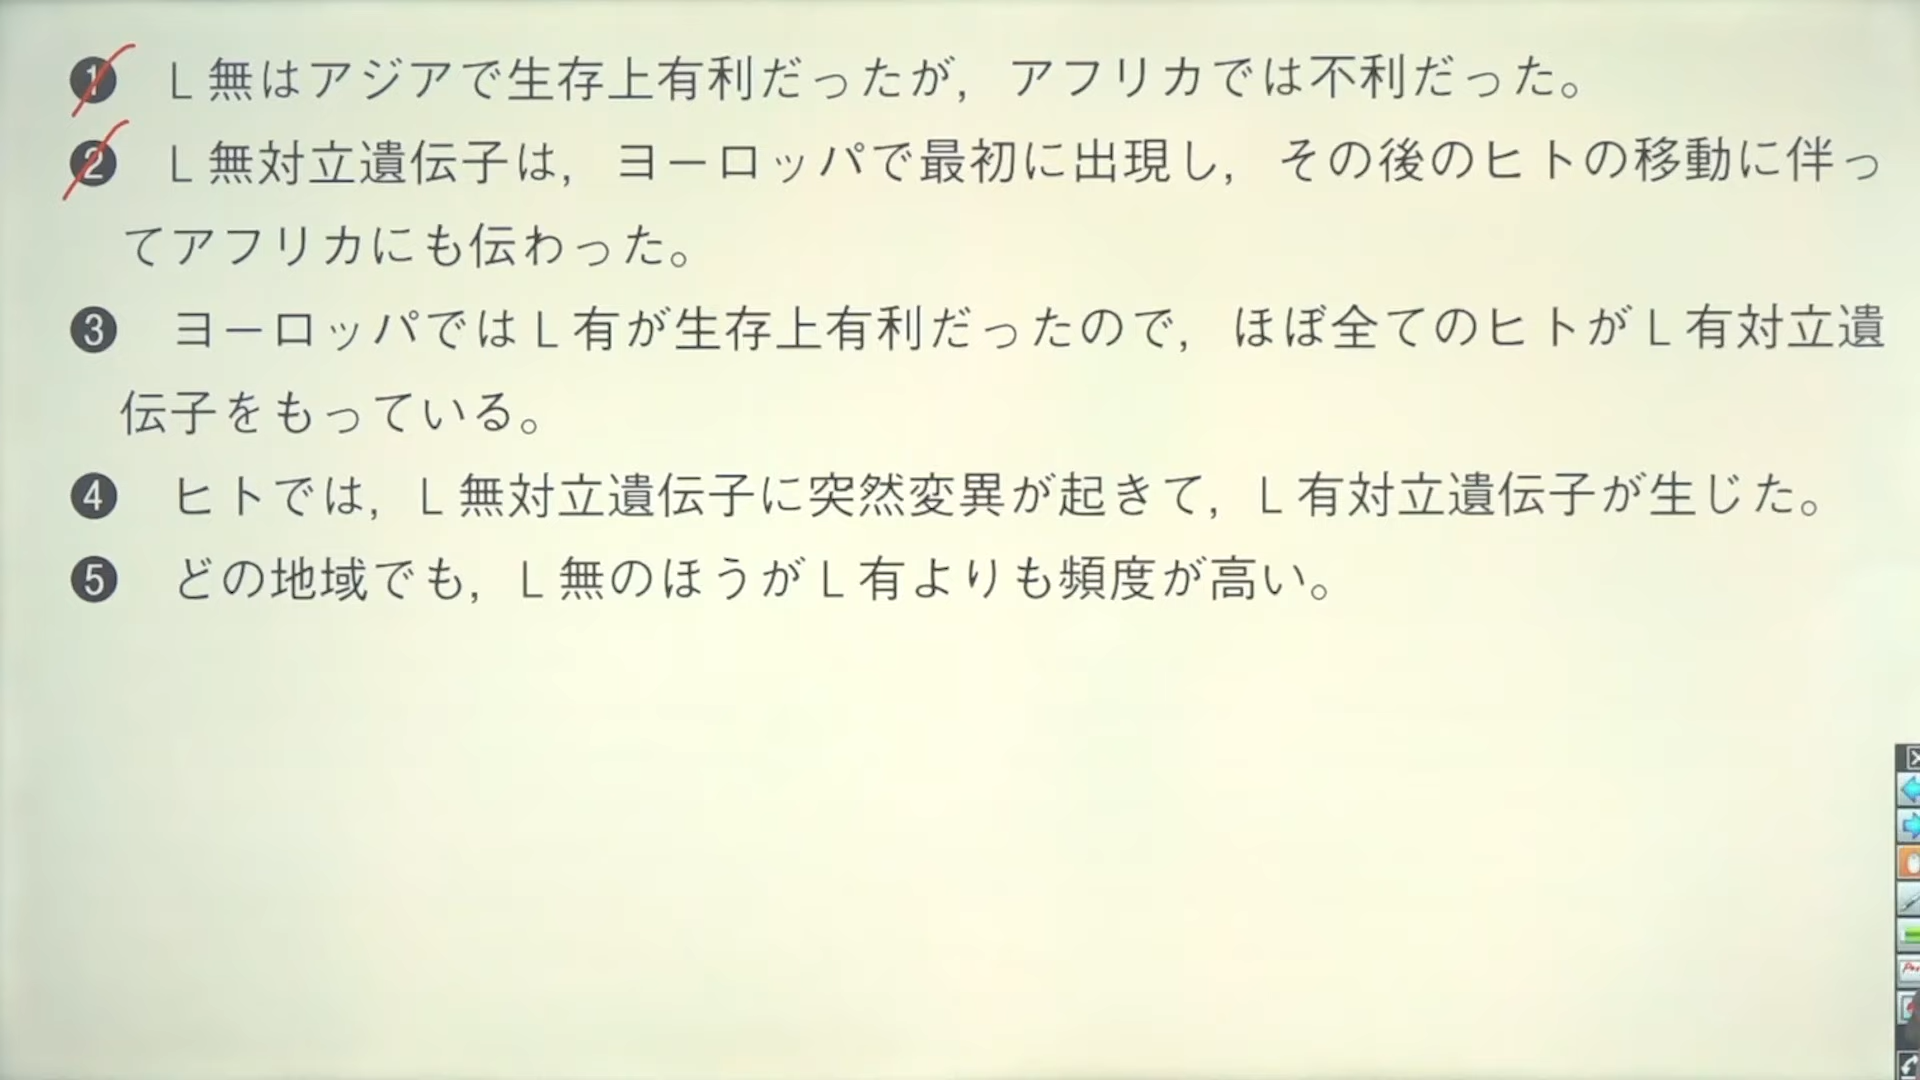 ❶ L無はアジアで生存上有利だったが，アフリカでは不利だった。
❷ L無対立遺伝子は，ヨーロッパで最初に出現し，その後のヒトの移動に伴っ
てアフリカにも伝わった。
❸ ヨーロッパではL有が生存上有利だったので，ほぼ全てのヒトがL有対立遺
伝子をもっている。
❹ ヒトでは，L無対立遺伝子に突然変異が起きて，L有対立遺伝子が生じた。
❺ どの地域でも，L無のほうがL有よりも頻度が高い。